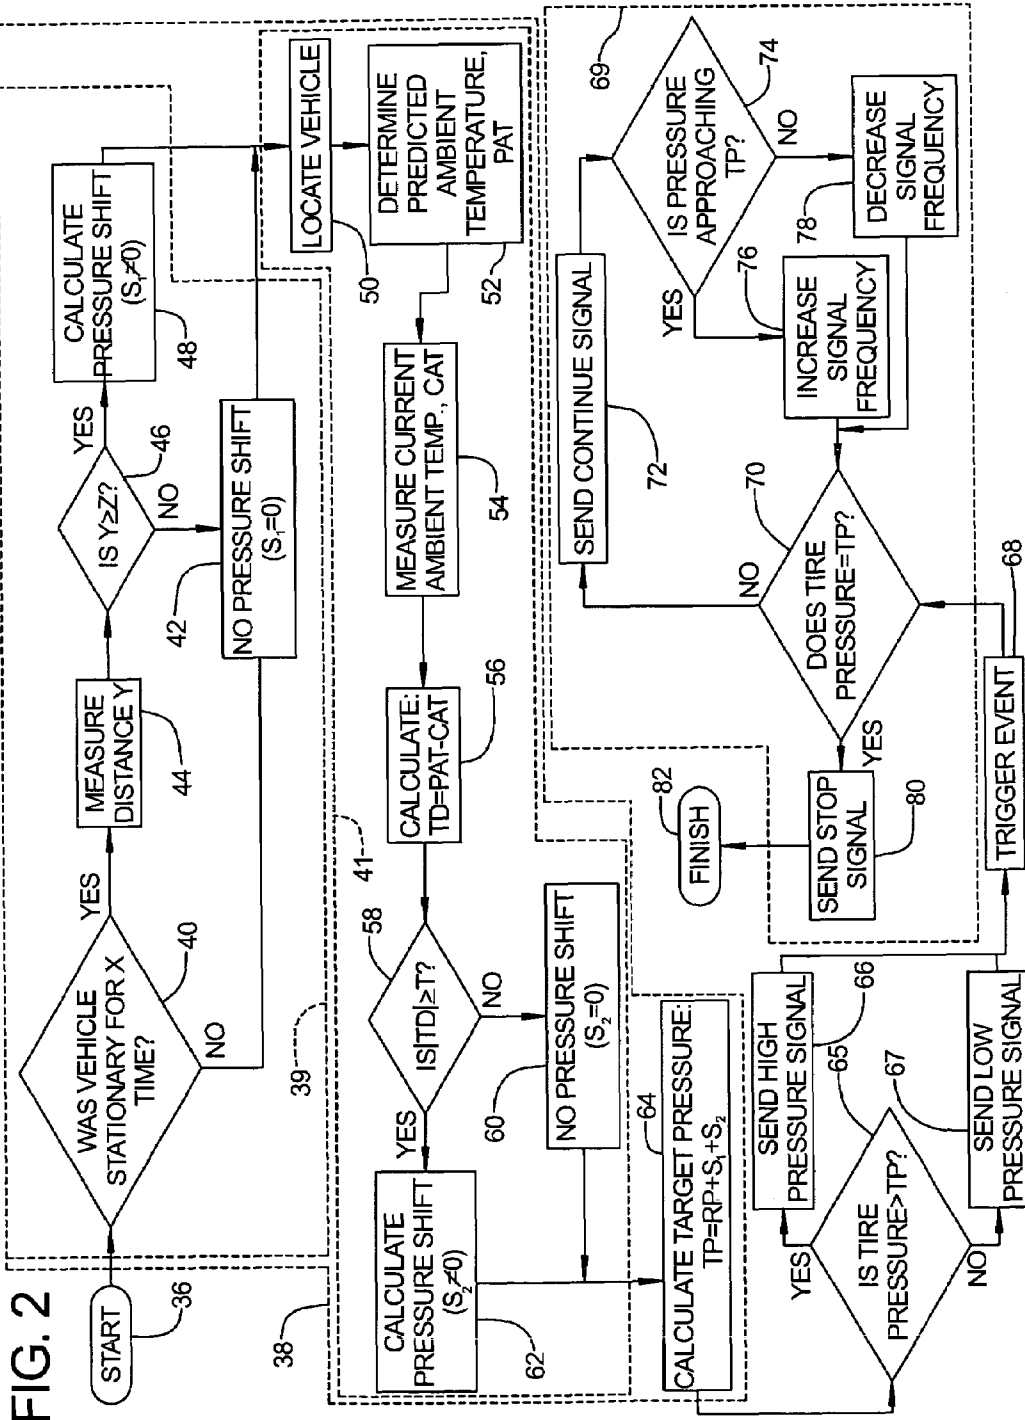 FIG. 2
START
36
38
WAS VEHICLE
STATIONARY FOR X
TIME?
40
YES
NO
39
MEASURE
DISTANCE Y
44
IS Y≥Z?
46
YES
NO
42
NO PRESSURE SHIFT
(S₁=0)
CALCULATE
PRESSURE SHIFT
(S₁≠0)
48
41
LOCATE VEHICLE
50
DETERMINE
PREDICTED
AMBIENT
TEMPERATURE,
PAT
52
MEASURE CURRENT
AMBIENT TEMP., CAT
54
CALCULATE:
TD=PAT-CAT
56
58
IS|TD|≥T?
YES
NO
60
NO PRESSURE SHIFT
(S₂=0)
CALCULATE
PRESSURE SHIFT
(S₂≠0)
62
64
CALCULATE TARGET PRESSURE:
TP=RP+S₁+S₂
65
IS TIRE
PRESSURE>TP?
YES
NO
SEND HIGH
PRESSURE SIGNAL
66
67
SEND LOW
PRESSURE SIGNAL
TRIGGER EVENT
68
69
70
DOES TIRE
PRESSURE=TP?
NO
YES
SEND CONTINUE SIGNAL
72
IS PRESSURE
APPROACHING
TP?
74
YES
NO
76
INCREASE
SIGNAL
FREQUENCY
78
DECREASE
SIGNAL
FREQUENCY
SEND STOP
SIGNAL
80
82
FINISH